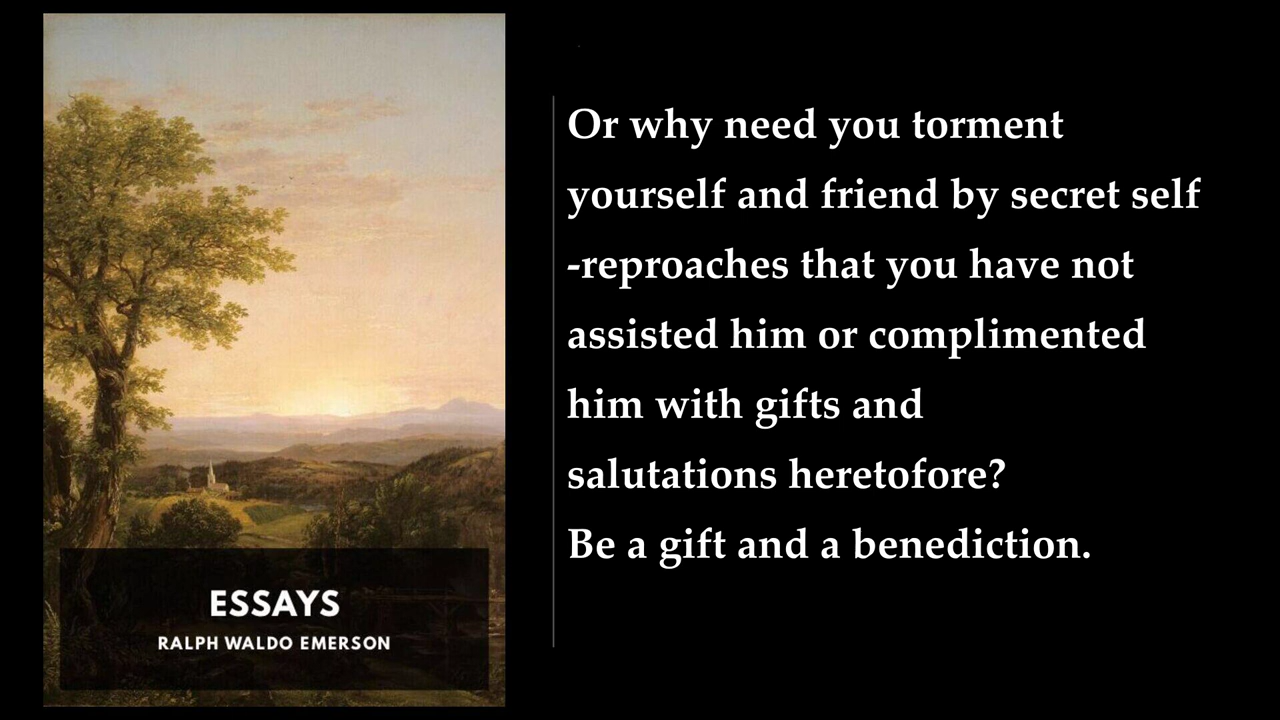 ESSAYS
RALPH WALDO EMERSON
Or why need you torment
yourself and friend by secret self
-reproaches that you have not
assisted him or complimented
him with gifts and
salutations heretofore?
Be a gift and a benediction.